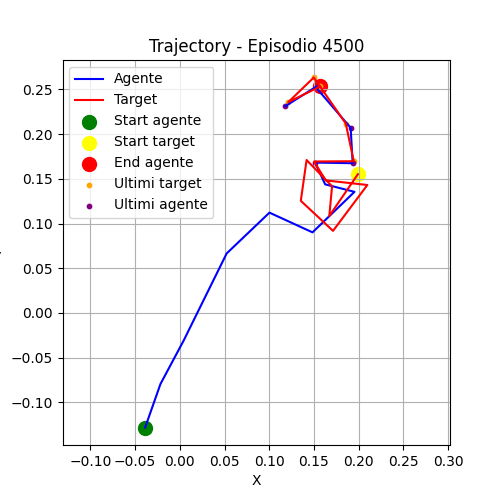 Trajectory - Episodio 4500
Agente
Target
Start agente
Start target
End agente
Ultimi target
Ultimi agente
0.25
0.20
0.15
0.10
0.05
0.00
−0.05
−0.10
−0.10 −0.05 0.00 0.05 0.10 0.15 0.20 0.25 0.30
X